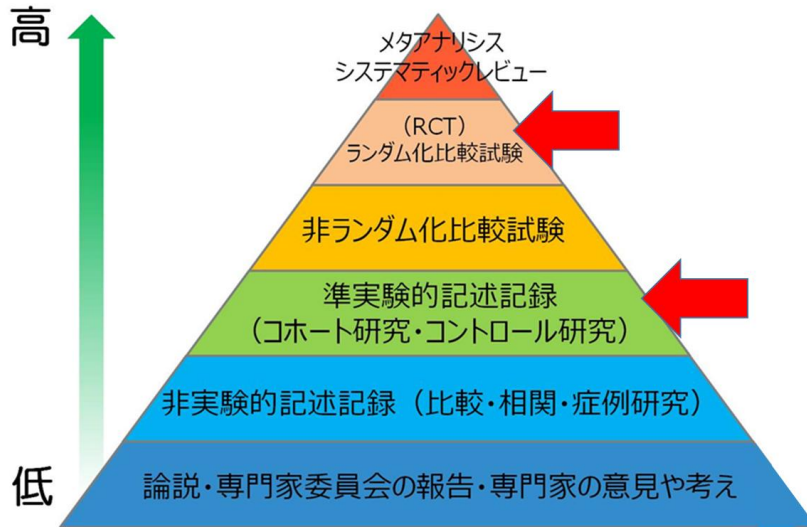 高
メタアナリシス
システマティックレビュー
(RCT)
ランダム化比較試験
非ランダム化比較試験
準実験的記述記録
(コホート研究・コントロール研究)
非実験的記述記録 (比較・相関・症例研究)
低
論説・専門家委員会の報告・専門家の意見や考え